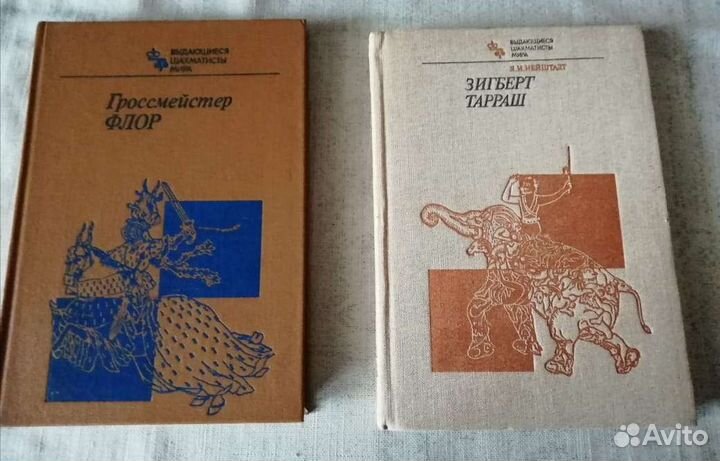 ВЫДАЮЩИЕСЯ
ШАХМАТИСТЫ
МИРА
Гроссмейстер
ФЛОР
ВЫДАЮЩИЕСЯ
ШАХМАТИСТЫ
МИРА
Я.И.НЕЙШТАДТ
ЗИГБЕРТ
ТАРРАШ
Avito